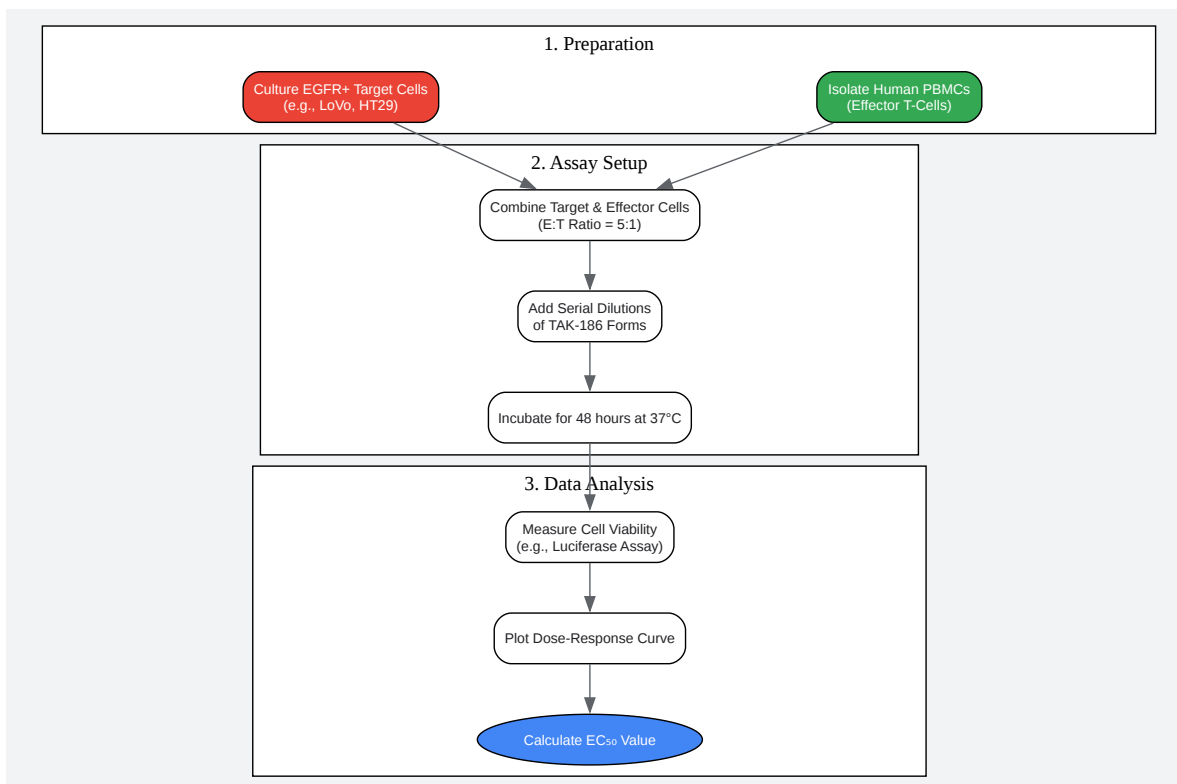 1. Preparation
Culture EGFR+ Target Cells
(e.g., LoVo, HT29)
Isolate Human PBMCs
(Effector T-Cells)
2. Assay Setup
Combine Target & Effector Cells
(E:T Ratio = 5:1)
Add Serial Dilutions
of TAK-186 Forms
Incubate for 48 hours at 37°C
3. Data Analysis
Measure Cell Viability
(e.g., Luciferase Assay)
Plot Dose-Response Curve
Calculate EC₅₀ Value